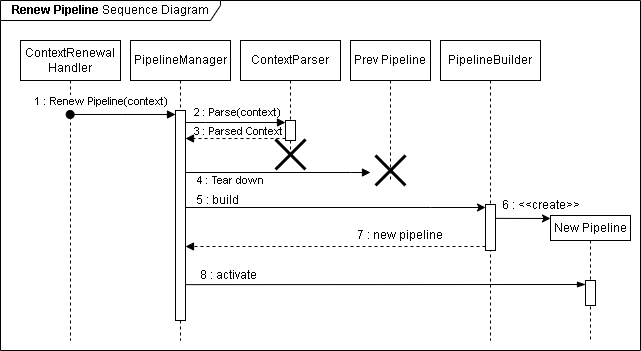 Renew Pipeline Sequence Diagram
ContextRenewal
Handler
PipelineManager
ContextParser
Prev Pipeline
PipelineBuilder
1 : Renew Pipeline(context)
2 : Parse(context)
3 : Parsed Context
4 : Tear down
5 : build
6 : <<create>>
New Pipeline
7 : new pipeline
8 : activate